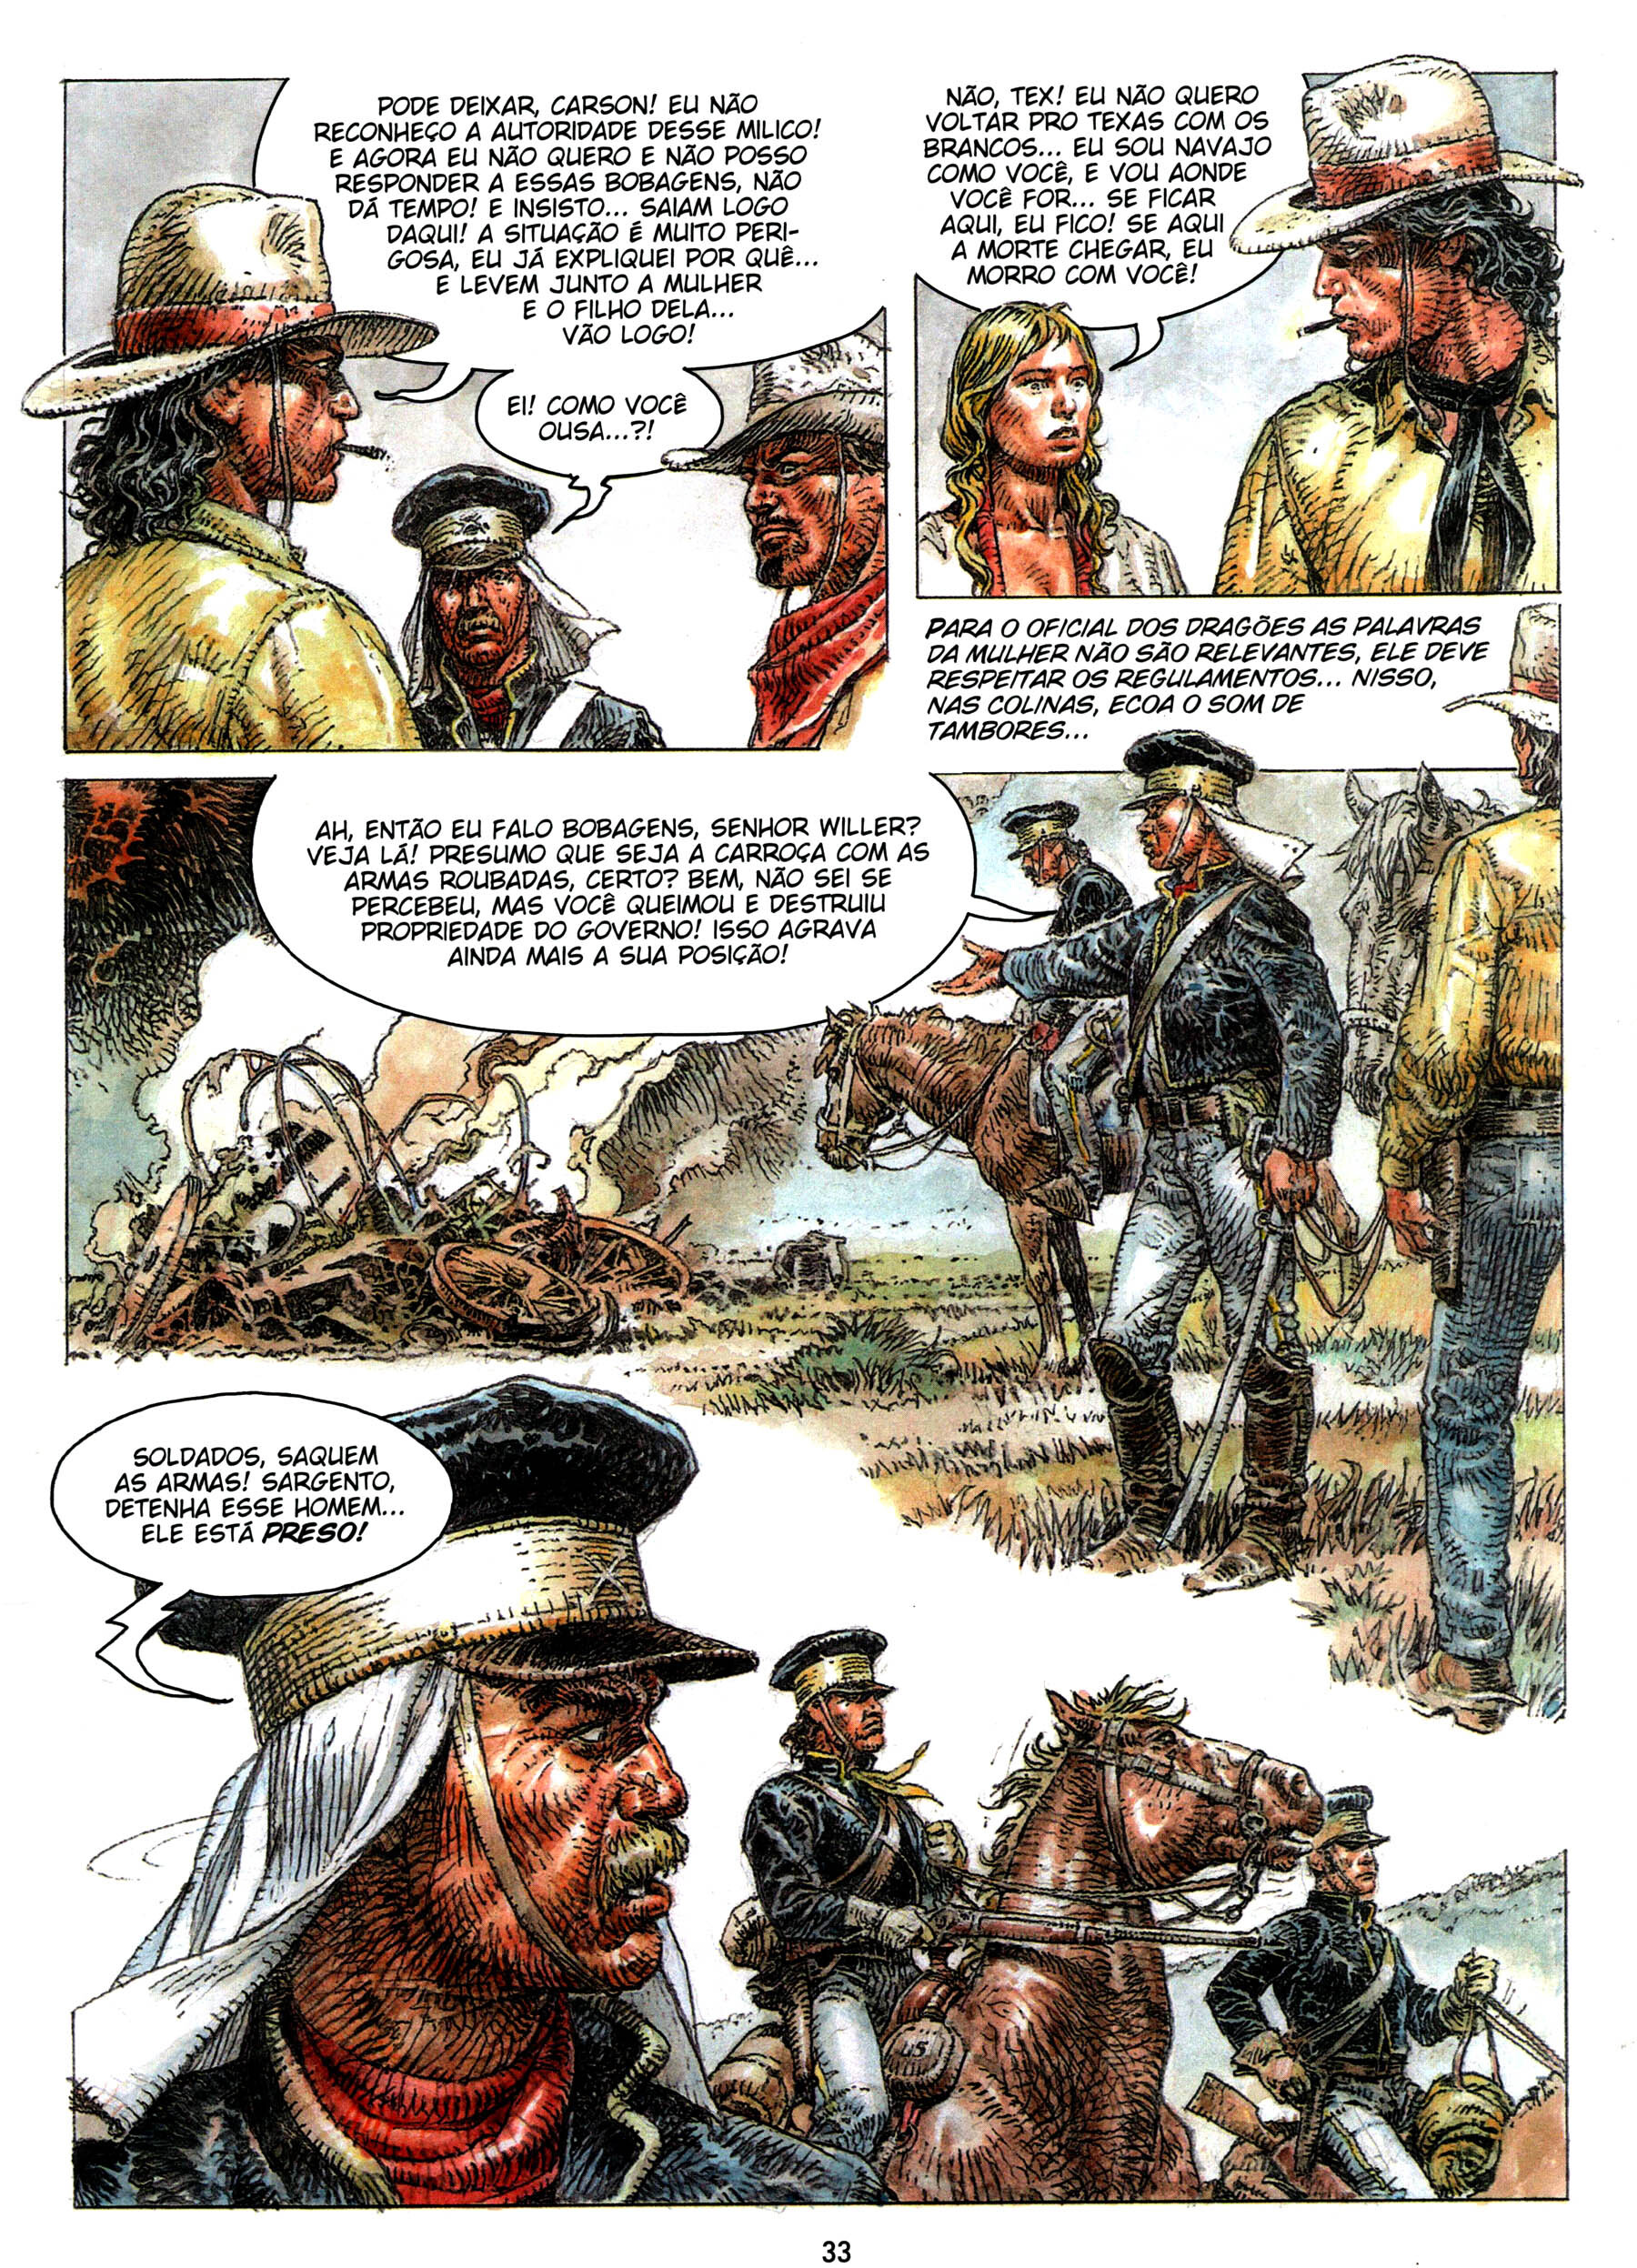 PODE DEIXAR, CARSON! EU NÃO
RECONHEÇO A AUTORIDADE DESSE MILICO!
E AGORA EU NÃO QUERO E NÃO POSSO
RESPONDER A ESSAS BOBAGENS, NÃO
DÁ TEMPO! E INSISTO... SAIAM LOGO
DAQUI! A SITUAÇÃO É MUITO PERI-
GOSA, EU JÁ EXPLIQUEI POR QUÊ...
E LEVEM JUNTO A MULHER
E O FILHO DELA...
VÃO LOGO!
EI! COMO VOCÊ
OUSA...?!
NÃO, TEX! EU NÃO QUERO
VOLTAR PRO TEXAS COM OS
BRANCOS... EU SOU NAVAJO
COMO VOCÊ, E VOU AONDE
VOCÊ FOR... SE FICAR
AQUI, EU FICO! SE AQUI
A MORTE CHEGAR, EU
MORRO COM VOCÊ!
PARA O OFICIAL DOS DRAGÕES AS PALAVRAS
DA MULHER NÃO SÃO RELEVANTES, ELE DEVE
RESPEITAR OS REGULAMENTOS... NISSO,
NAS COLINAS, ECOA O SOM DE
TAMBORES...
AH, ENTÃO EU FALO BOBAGENS, SENHOR WILLER?
VEJA LÁ! PRESUMO QUE SEJA A CARROÇA COM AS
ARMAS ROUBADAS, CERTO? BEM, NÃO SEI SE
PERCEBEU, MAS VOCÊ QUEIMOU E DESTRUIU
PROPRIEDADE DO GOVERNO! ISSO AGRAVA
AINDA MAIS A SUA POSIÇÃO!
SOLDADOS, SAQUEM
AS ARMAS! SARGENTO,
DETENHA ESSE HOMEM...
ELE ESTÁ PRESO!
US
33